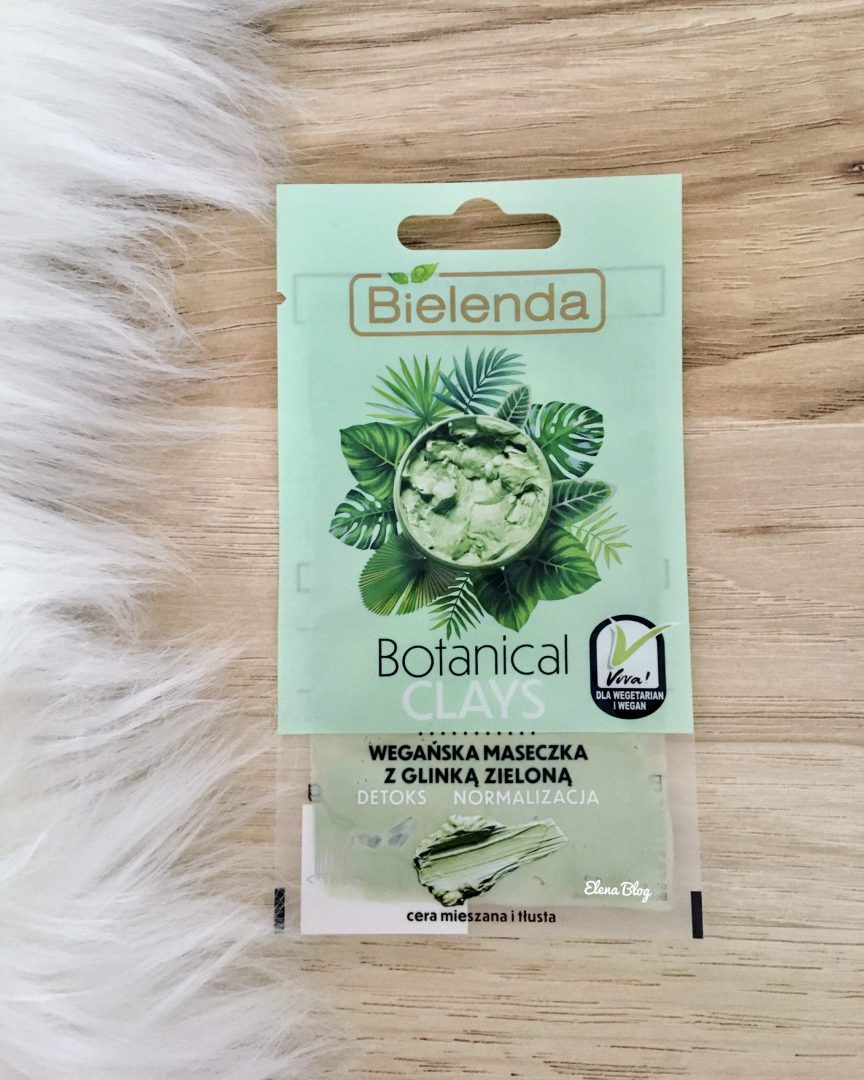 Bielenda
Botanical
CLAYS
Viva!
DLA WEGETARIAN
I WEGAN
WEGAŃSKA MASECZKA
Z GLINKĄ ZIELONĄ
DETOKS NORMALIZACJA
Elena Blog
cera mieszana i tłusta